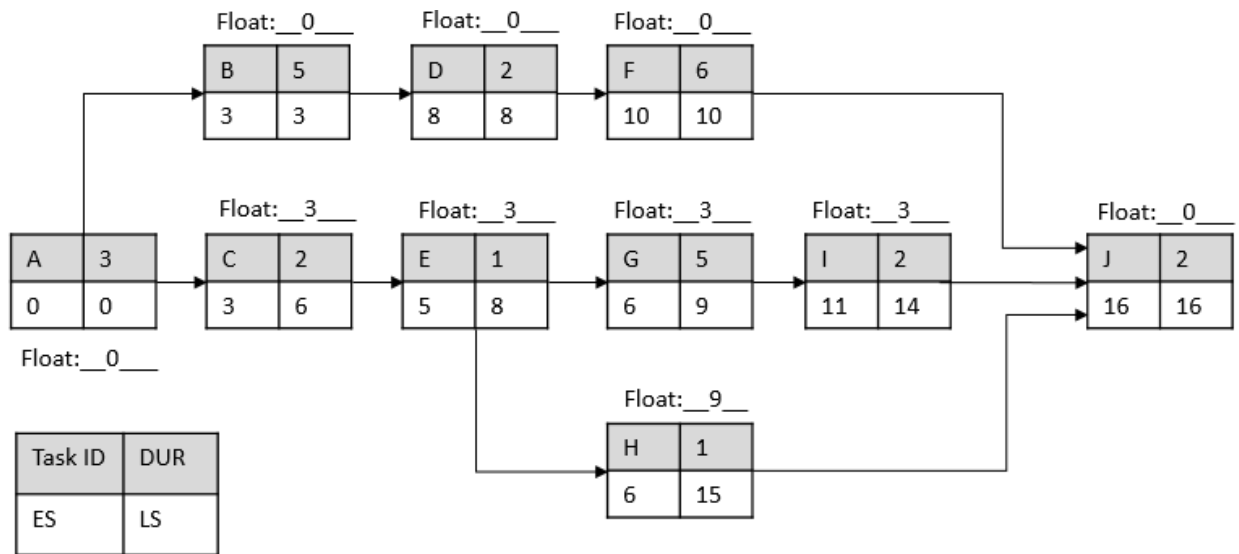 Float:__0___ Float:__0___ Float:__0___
B 5 D 2 F 6
3 3 8 8 10 10
Float:__3___ Float:__3___ Float:__3___ Float:__3___ Float:__0___
A 3 C 2 E 1 G 5 I 2 J 2
0 0 3 6 5 8 6 9 11 14 16 16
Float:__0___
Float:__9__
H 1
6 15
Task ID DUR
ES LS